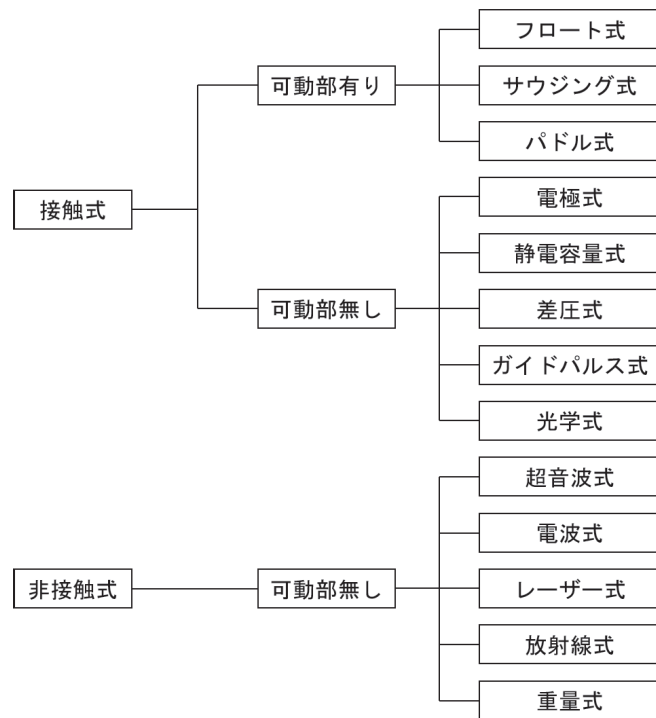 接触式
可動部有り
フロート式
サウジング式
パドル式
可動部無し
電極式
静電容量式
差圧式
ガイドパルス式
光学式
非接触式
可動部無し
超音波式
電波式
レーザー式
放射線式
重量式